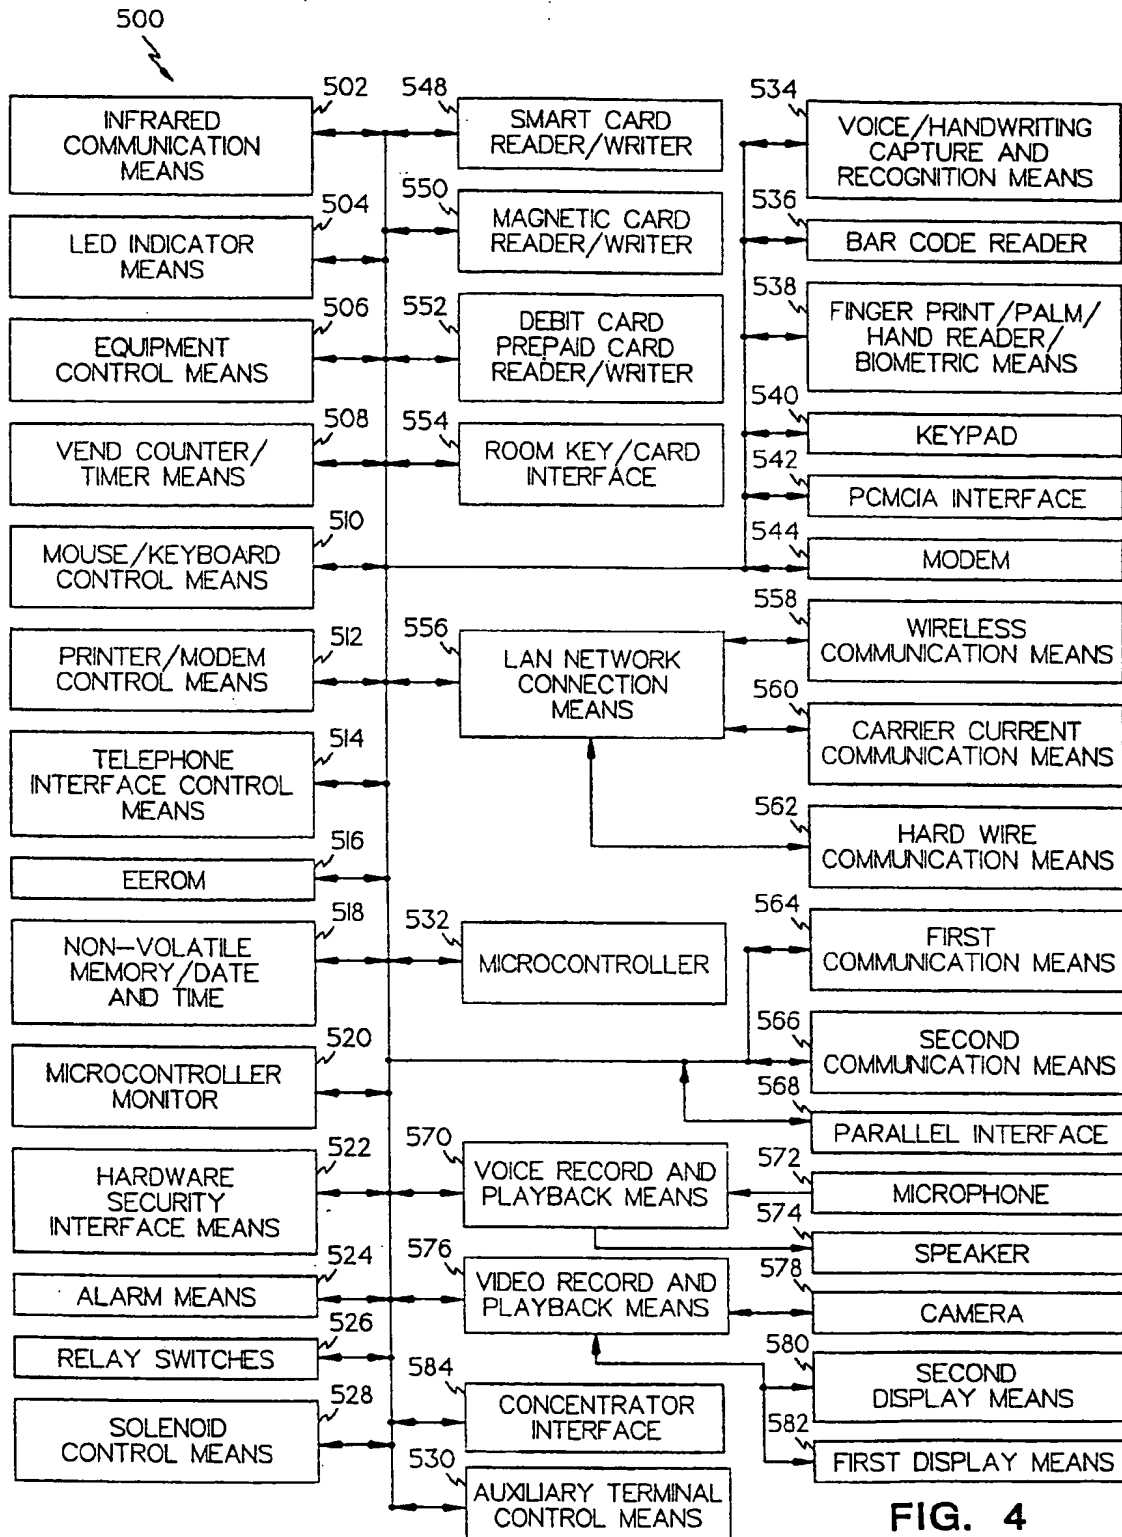 500
502
INFRARED
COMMUNICATION
MEANS
504
LED INDICATOR
MEANS
506
EQUIPMENT
CONTROL MEANS
508
VEND COUNTER/
TIMER MEANS
510
MOUSE/KEYBOARD
CONTROL MEANS
512
PRINTER/MODEM
CONTROL MEANS
514
TELEPHONE
INTERFACE CONTROL
MEANS
516
EEROM
518
NON-VOLATILE
MEMORY/DATE
AND TIME
520
MICROCONTROLLER
MONITOR
522
HARDWARE
SECURITY
INTERFACE MEANS
524
ALARM MEANS
526
RELAY SWITCHES
528
SOLENOID
CONTROL MEANS
548
SMART CARD
READER/WRITER
550
MAGNETIC CARD
READER/WRITER
552
DEBIT CARD
PREPAID CARD
READER/WRITER
554
ROOM KEY/CARD
INTERFACE
556
LAN NETWORK
CONNECTION
MEANS
532
MICROCONTROLLER
570
VOICE RECORD AND
PLAYBACK MEANS
576
VIDEO RECORD AND
PLAYBACK MEANS
584
CONCENTRATOR
INTERFACE
530
AUXILIARY TERMINAL
CONTROL MEANS
534
VOICE/HANDWRITING
CAPTURE AND
RECOGNITION MEANS
536
BAR CODE READER
538
FINGER PRINT/PALM/
HAND READER/
BIOMETRIC MEANS
540
KEYPAD
542
PCMCIA INTERFACE
544
MODEM
558
WIRELESS
COMMUNICATION MEANS
560
CARRIER CURRENT
COMMUNICATION MEANS
562
HARD WIRE
COMMUNICATION MEANS
564
FIRST
COMMUNICATION MEANS
566
SECOND
COMMUNICATION MEANS
568
PARALLEL INTERFACE
572
MICROPHONE
574
SPEAKER
578
CAMERA
580
SECOND
DISPLAY MEANS
582
FIRST DISPLAY MEANS
FIG. 4